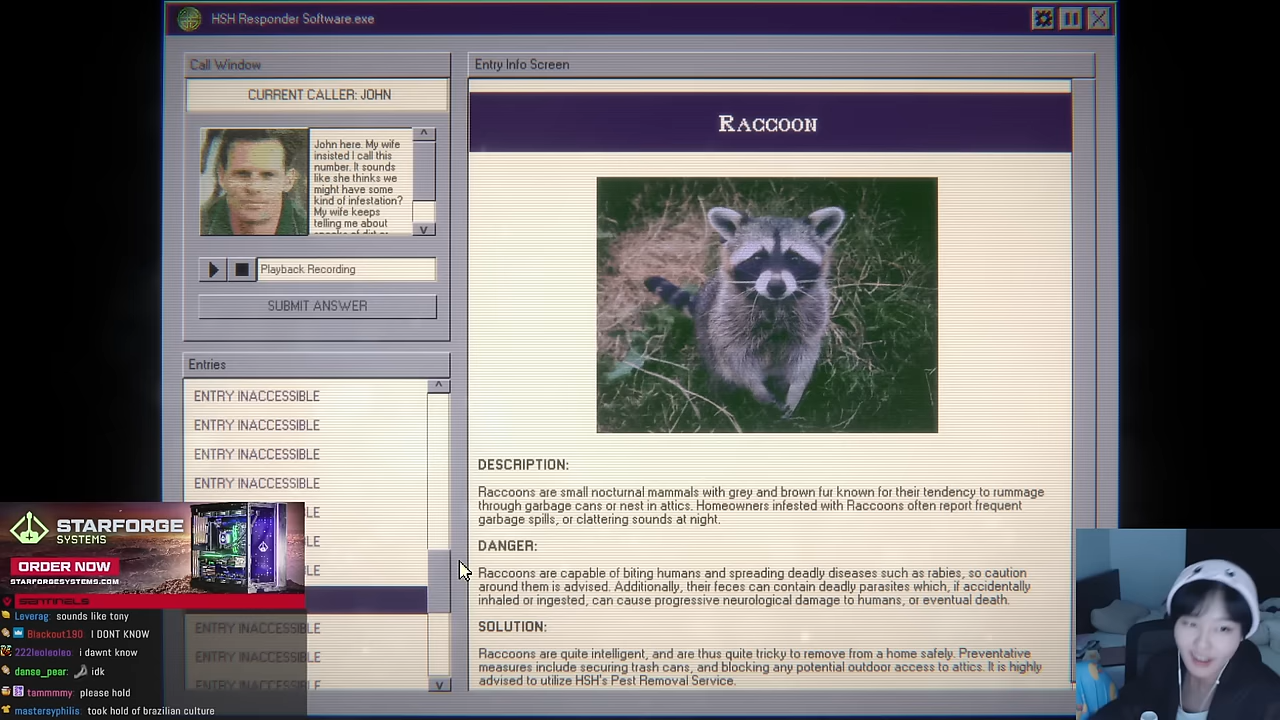 HSH Responder Software.exe
Call Window
CURRENT CALLER: JOHN
John here. My wife
insisted I call this
number. It sounds
like she thinks we
might have some
kind of infestation?
My wife keeps
telling me about
Playback Recording
SUBMIT ANSWER
Entries
ENTRY INACCESSIBLE
ENTRY INACCESSIBLE
ENTRY INACCESSIBLE
ENTRY INACCESSIBLE
ENTRY INACCESSIBLE
ENTRY INACCESSIBLE
ENTRY INACCESSIBLE
Entry Info Screen
RACCOON
DESCRIPTION:
Raccoons are small nocturnal mammals with grey and brown fur known for their tendency to rummage
through garbage cans or nest in attics. Homeowners infested with Raccoons often report frequent
garbage spills, or clattering sounds at night.
DANGER:
Raccoons are capable of biting humans and spreading deadly diseases such as rabies, so caution
around them is advised. Additionally, their feces can contain deadly parasites which, if accidentally
inhaled or ingested, can cause progressive neurological damage to humans, or eventual death.
SOLUTION:
Raccoons are quite intelligent, and are thus quite tricky to remove from a home safely. Preventative
measures include securing trash cans, and blocking any potential outdoor access to attics. It is highly
advised to utilize HSH's Pest Removal Service.
STARFORGE
SYSTEMS
ORDER NOW
STARFORGESYSTEMS.COM
SENTINELS
Leverag: sounds like tony
Blackout190: I DONT KNOW
222leoleoleo: i dawnt know
danse_pear: idk
tammmmy: please hold
mastersyphilis: took hold of brazilian culture